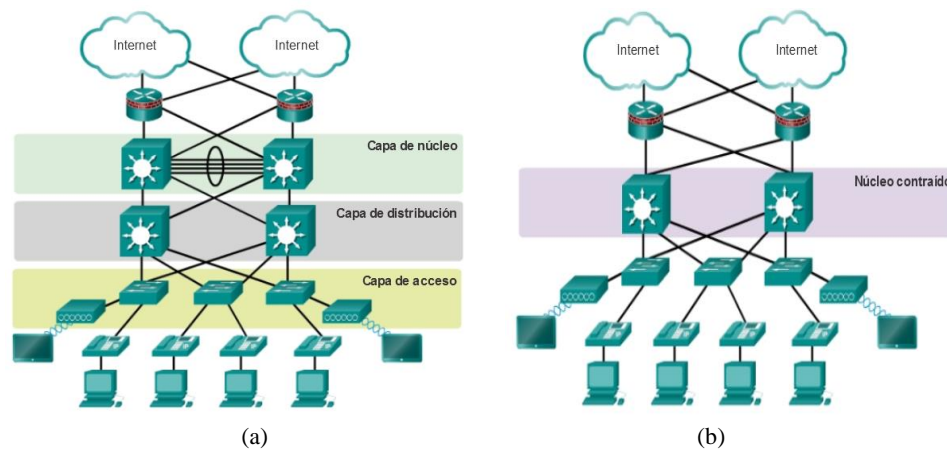 Internet
Internet
Capa de núcleo
Capa de distribución
Capa de acceso
(a)
Internet
Internet
Núcleo contraído
(b)